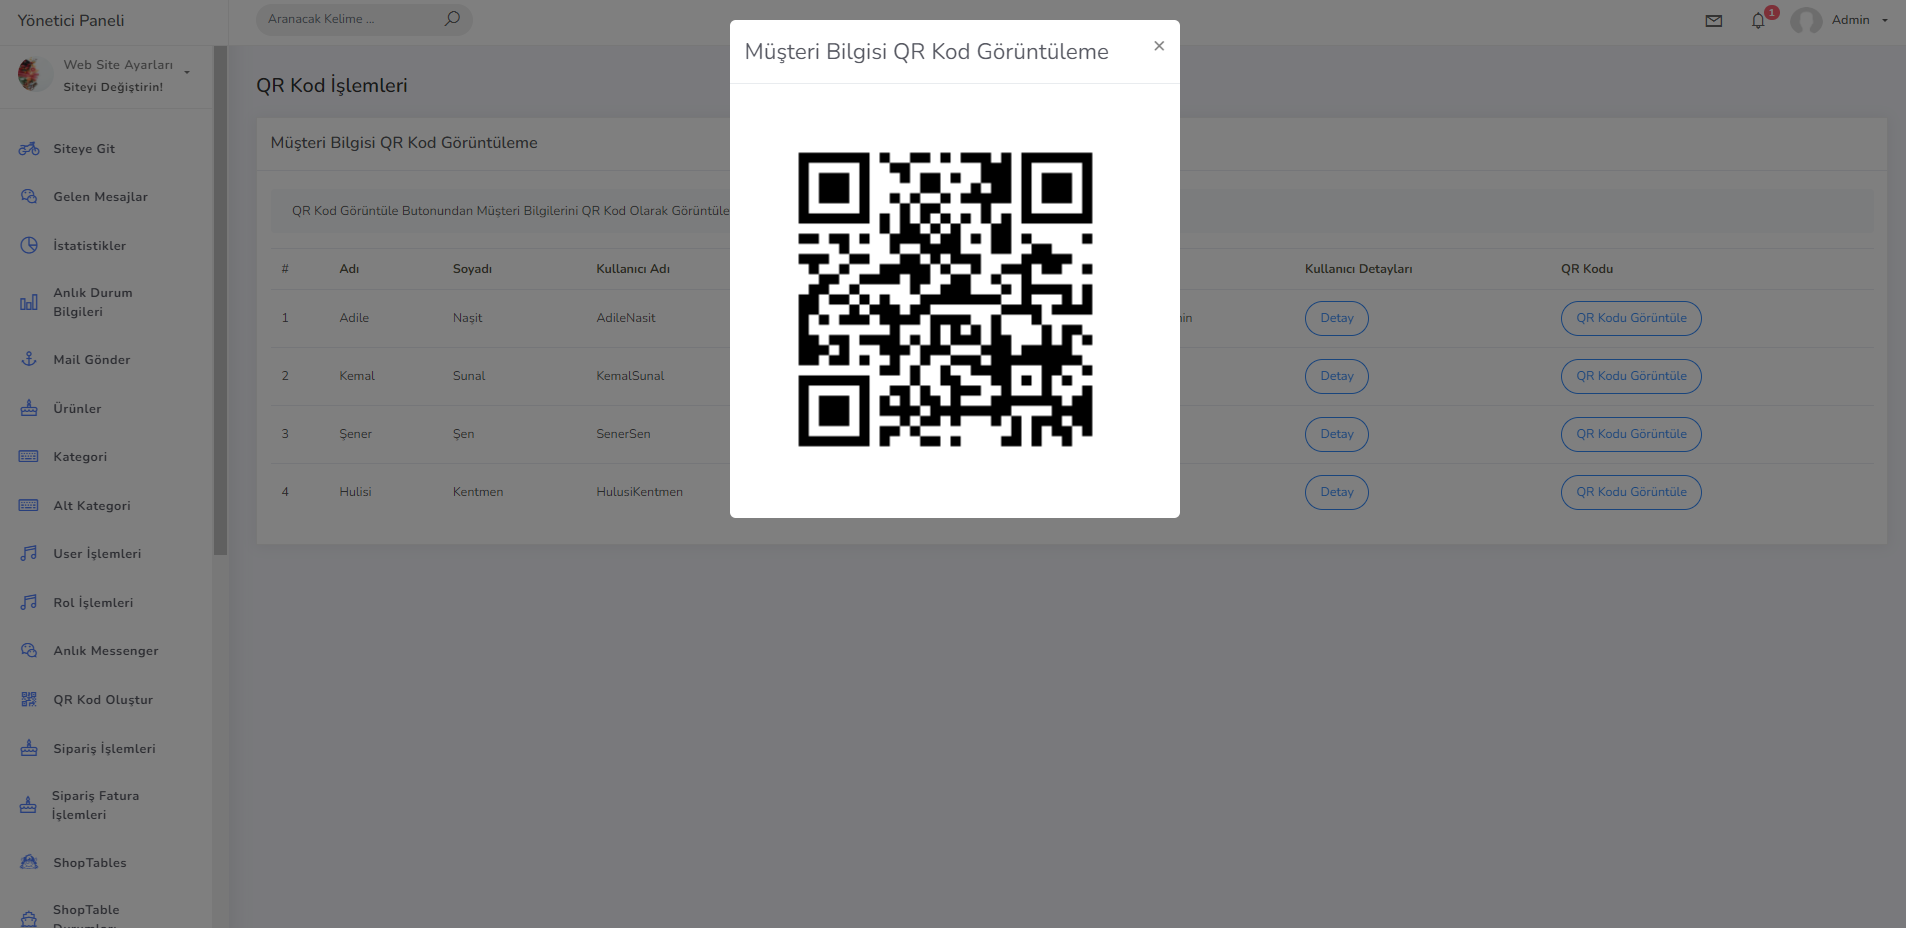 Yönetici Paneli
Aranacak Kelime ...
1
Admin
Web Site Ayarları
Siteyi Değiştirin!
Siteye Git
Gelen Mesajlar
İstatistikler
Anlık Durum
Bilgileri
Mail Gönder
Ürünler
Kategori
Alt Kategori
User İşlemleri
Rol İşlemleri
Anlık Messenger
QR Kod Oluştur
Sipariş İşlemleri
Sipariş Fatura
İşlemleri
ShopTables
ShopTable
QR Kod İşlemleri
Müşteri Bilgisi QR Kod Görüntüleme
QR Kod Görüntüle Butonundan Müşteri Bilgilerini QR Kod Olarak Görüntüle
# Adı Soyadı Kullanıcı Adı Kullanıcı Detayları QR Kodu
1 Adile Naşit AdileNasit Detay QR Kodu Görüntüle
2 Kemal Sunal KemalSunal Detay QR Kodu Görüntüle
3 Şener Şen SenerSen Detay QR Kodu Görüntüle
4 Hulisi Kentmen HulusiKentmen Detay QR Kodu Görüntüle
Müşteri Bilgisi QR Kod Görüntüleme ×